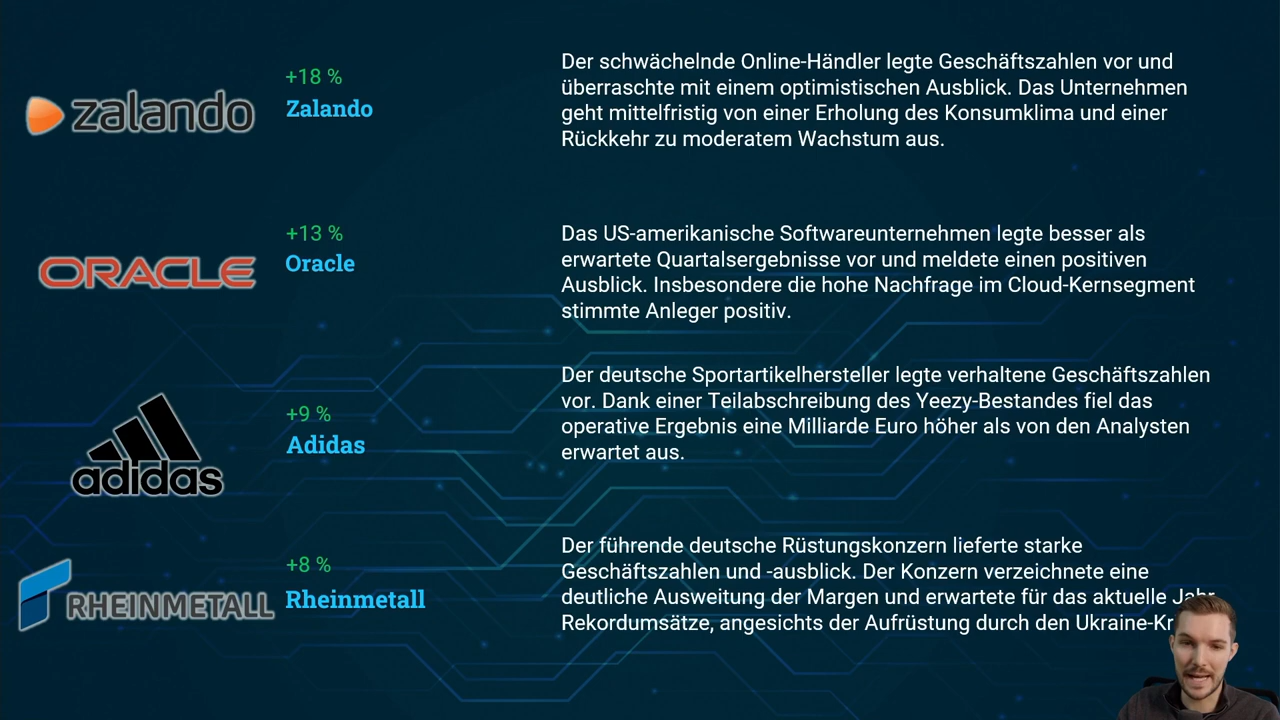 zalando
+18 %
Zalando
Der schwächelnde Online-Händler legte Geschäftszahlen vor und
überraschte mit einem optimistischen Ausblick. Das Unternehmen
geht mittelfristig von einer Erholung des Konsumklima und einer
Rückkehr zu moderatem Wachstum aus.
ORACLE
+13 %
Oracle
Das US-amerikanische Softwareunternehmen legte besser als
erwartete Quartalsergebnisse vor und meldete einen positiven
Ausblick. Insbesondere die hohe Nachfrage im Cloud-Kernsegment
stimmte Anleger positiv.
adidas
+9 %
Adidas
Der deutsche Sportartikelhersteller legte verhaltene Geschäftszahlen
vor. Dank einer Teilabschreibung des Yeezy-Bestandes fiel das
operative Ergebnis eine Milliarde Euro höher als von den Analysten
erwartet aus.
RHEINMETALL
+8 %
Rheinmetall
Der führende deutsche Rüstungskonzern lieferte starke
Geschäftszahlen und -ausblick. Der Konzern verzeichnete eine
deutliche Ausweitung der Margen und erwartete für das aktuelle Jahr
Rekordumsätze, angesichts der Aufrüstung durch den